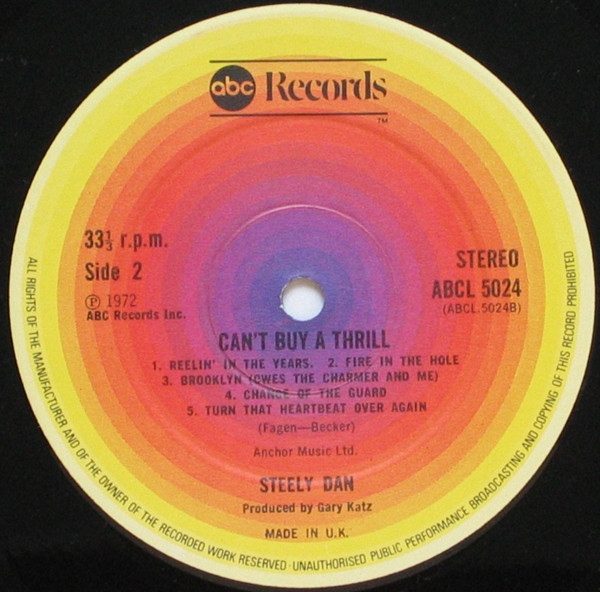 abc Records
™
33⅓ r.p.m.
Side 2
Ⓟ 1972
ABC Records Inc.
STEREO
ABCL 5024
(ABCL.5024B)
CAN'T BUY A THRILL
1. REELIN' IN THE YEARS. 2. FIRE IN THE HOLE
3. BROOKLYN (OWES THE CHARMER AND ME)
4. CHANGE OF THE GUARD
5. TURN THAT HEARTBEAT OVER AGAIN
(Fagen—Becker)
Anchor Music Ltd.
STEELY DAN
Produced by Gary Katz
MADE IN U.K.
ALL RIGHTS OF THE MANUFACTURER AND OF THE OWNER OF THE RECORDED WORK RESERVED · UNAUTHORISED PUBLIC PERFORMANCE BROADCASTING AND COPYING OF THIS RECORD PROHIBITED